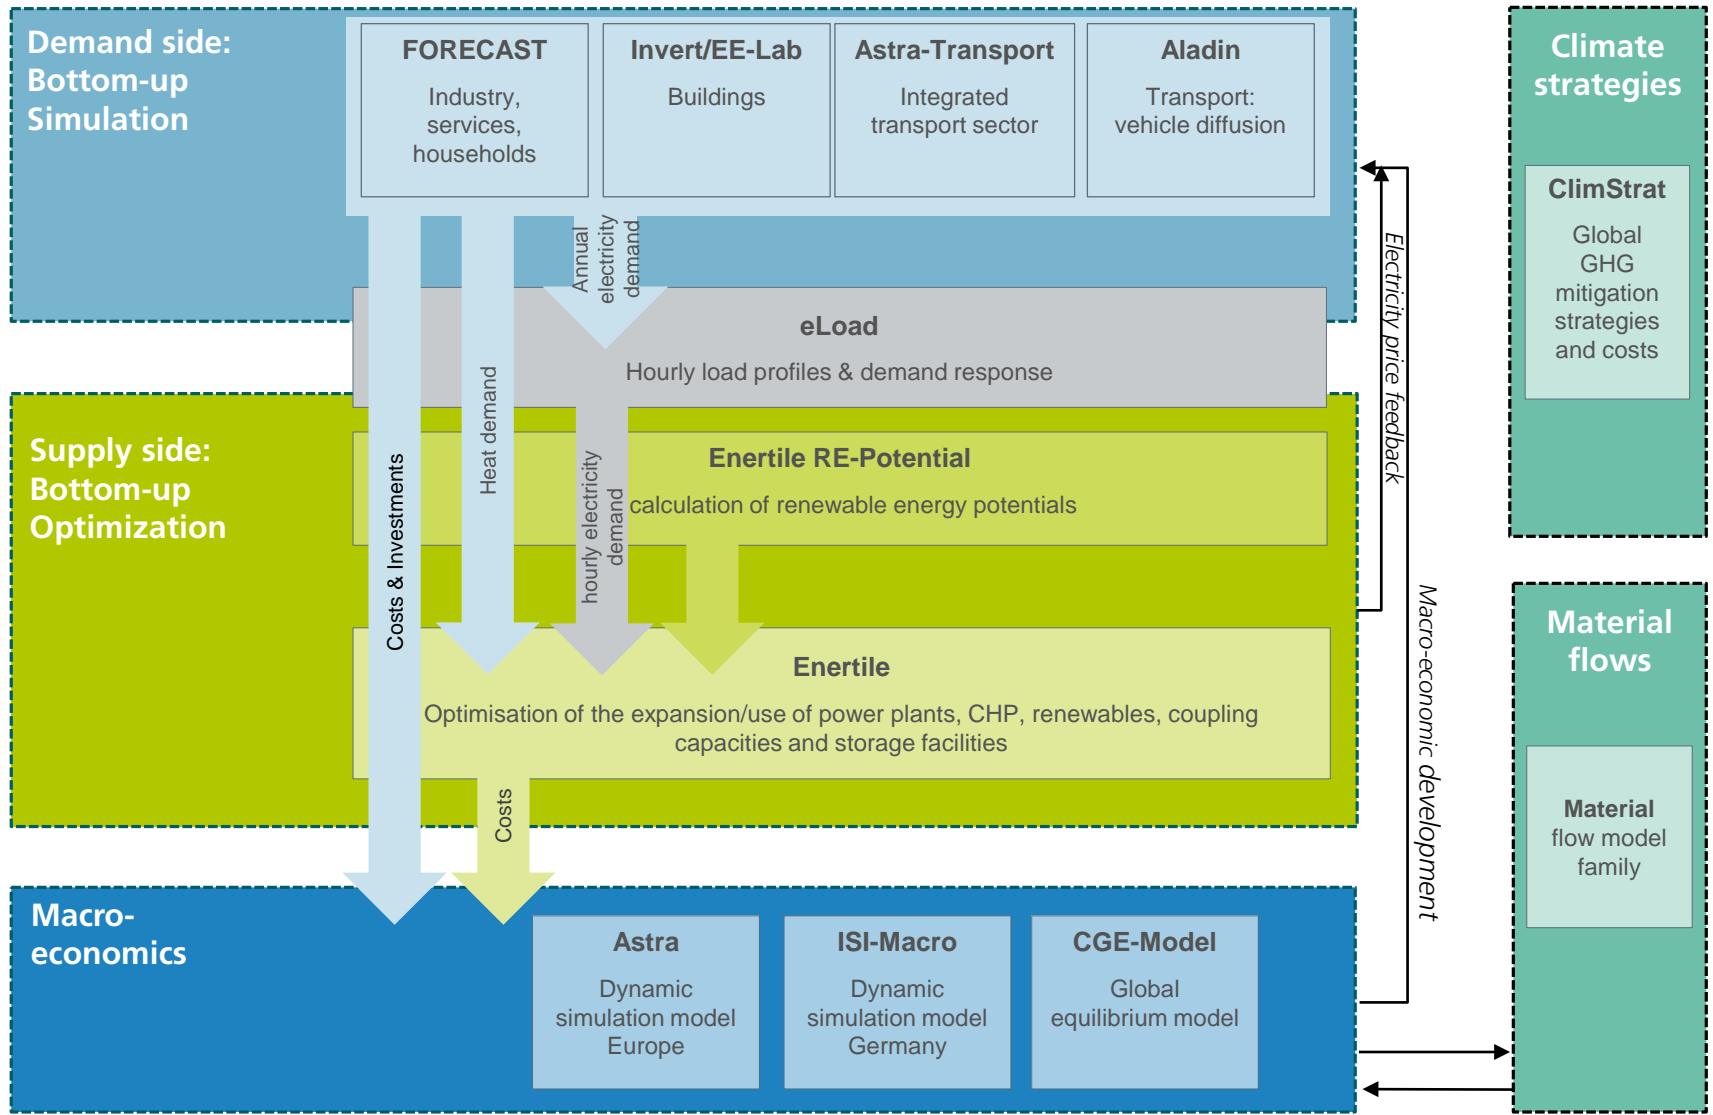 Demand side:
Bottom-up
Simulation
FORECAST
Industry,
services,
households
Invert/EE-Lab
Buildings
Astra-Transport
Integrated
transport sector
Aladin
Transport:
vehicle diffusion
Annual
electricity
demand
eLoad
Hourly load profiles & demand response
Supply side:
Bottom-up
Optimization
Costs & Investments
Heat demand
hourly electricity
demand
Enertile RE-Potential
calculation of renewable energy potentials
Enertile
Optimisation of the expansion/use of power plants, CHP, renewables, coupling
capacities and storage facilities
Costs
Macro-
economics
Astra
Dynamic
simulation model
Europe
ISI-Macro
Dynamic
simulation model
Germany
CGE-Model
Global
equilibrium model
Electricity price feedback
Macro-economic development
Climate
strategies
ClimStrat
Global
GHG
mitigation
strategies
and costs
Material
flows
Material
flow model
family